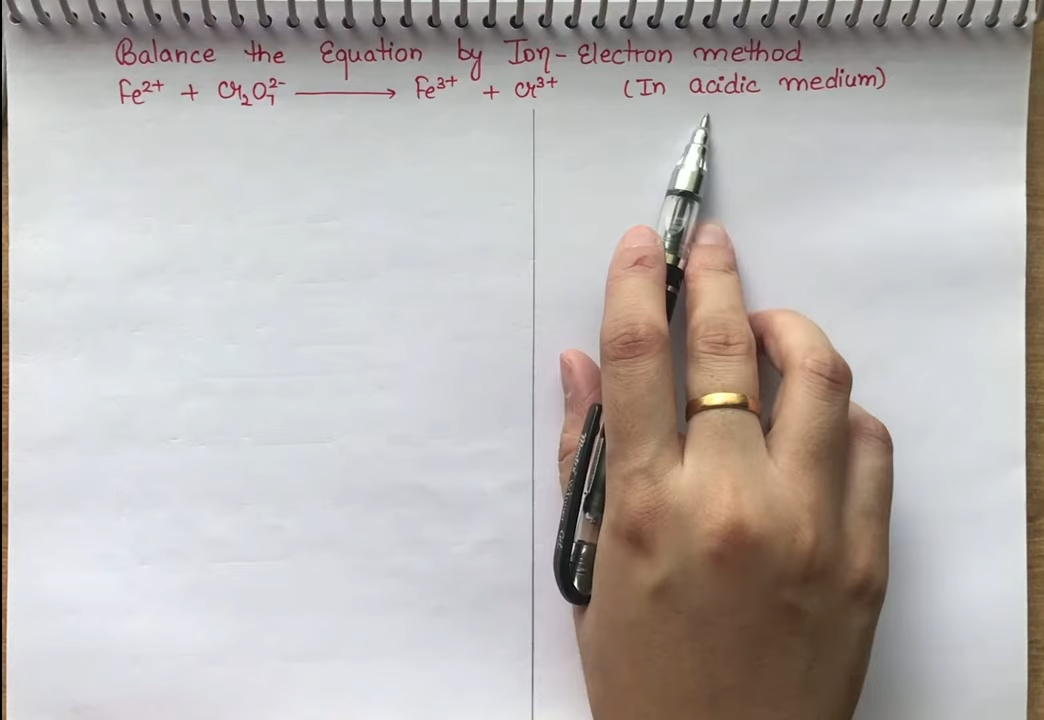 Balance the Equation by Ion-Electron method
Fe²⁺ + Cr₂O₇²⁻ ⟶ Fe³⁺ + Cr³⁺ (In acidic medium)